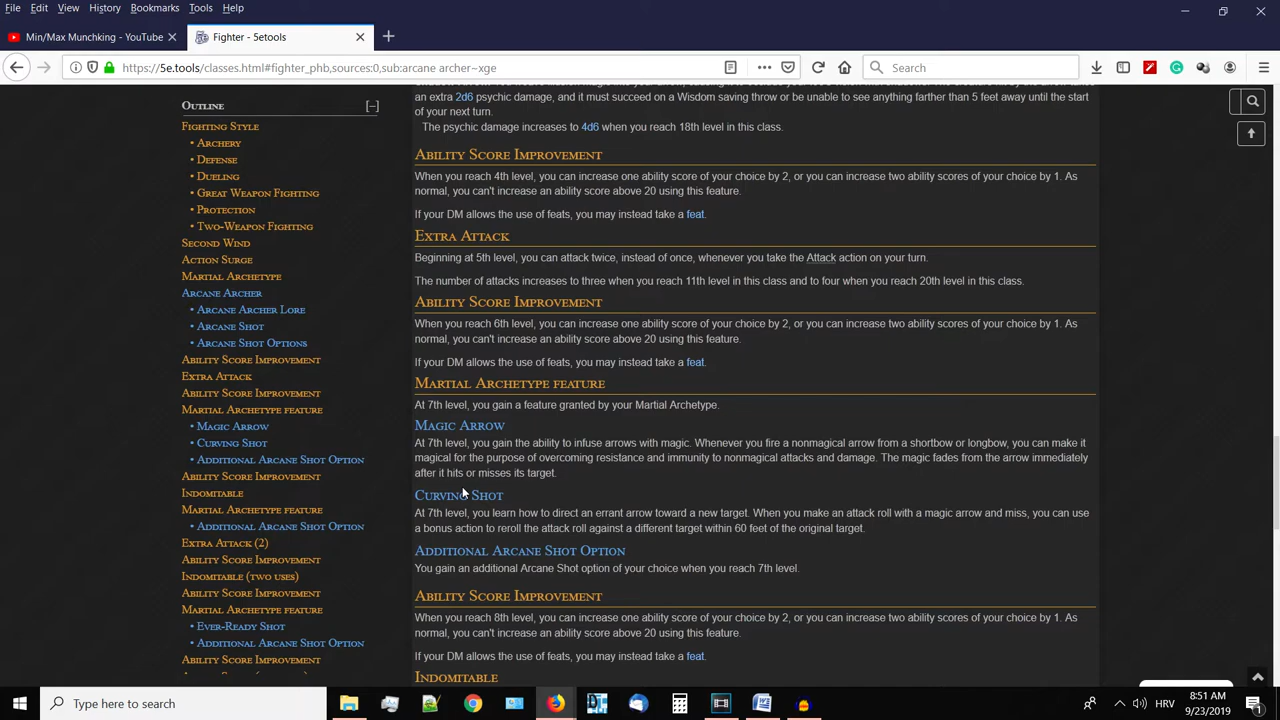 File Edit View History Bookmarks Tools Help
Min/Max Munchking - YouTube
Fighter - 5etools
https://5e.tools/classes.html#fighter_phb,sources:0,sub:arcane archer~xge
Search
Outline [–]
Fighting Style
• Archery
• Defense
• Dueling
• Great Weapon Fighting
• Protection
• Two-Weapon Fighting
Second Wind
Action Surge
Martial Archetype
Arcane Archer
• Arcane Archer Lore
• Arcane Shot
• Arcane Shot Options
Ability Score Improvement
Extra Attack
Ability Score Improvement
Martial Archetype feature
• Magic Arrow
• Curving Shot
• Additional Arcane Shot Option
Ability Score Improvement
Indomitable
Martial Archetype feature
• Additional Arcane Shot Option
Extra Attack (2)
Ability Score Improvement
Indomitable (two uses)
Ability Score Improvement
Martial Archetype feature
• Ever-Ready Shot
• Additional Arcane Shot Option
Ability Score Improvement
an extra 2d6 psychic damage, and it must succeed on a Wisdom saving throw or be unable to see anything farther than 5 feet away until the start
of your next turn.
The psychic damage increases to 4d6 when you reach 18th level in this class.
Ability Score Improvement
When you reach 4th level, you can increase one ability score of your choice by 2, or you can increase two ability scores of your choice by 1. As
normal, you can't increase an ability score above 20 using this feature.
If your DM allows the use of feats, you may instead take a feat.
Extra Attack
Beginning at 5th level, you can attack twice, instead of once, whenever you take the Attack action on your turn.
The number of attacks increases to three when you reach 11th level in this class and to four when you reach 20th level in this class.
Ability Score Improvement
When you reach 6th level, you can increase one ability score of your choice by 2, or you can increase two ability scores of your choice by 1. As
normal, you can't increase an ability score above 20 using this feature.
If your DM allows the use of feats, you may instead take a feat.
Martial Archetype feature
At 7th level, you gain a feature granted by your Martial Archetype.
Magic Arrow
At 7th level, you gain the ability to infuse arrows with magic. Whenever you fire a nonmagical arrow from a shortbow or longbow, you can make it
magical for the purpose of overcoming resistance and immunity to nonmagical attacks and damage. The magic fades from the arrow immediately
after it hits or misses its target.
Curving Shot
At 7th level, you learn how to direct an errant arrow toward a new target. When you make an attack roll with a magic arrow and miss, you can use
a bonus action to reroll the attack roll against a different target within 60 feet of the original target.
Additional Arcane Shot Option
You gain an additional Arcane Shot option of your choice when you reach 7th level.
Ability Score Improvement
When you reach 8th level, you can increase one ability score of your choice by 2, or you can increase two ability scores of your choice by 1. As
normal, you can't increase an ability score above 20 using this feature.
If your DM allows the use of feats, you may instead take a feat.
Indomitable
Type here to search
HRV
8:51 AM
9/23/2019